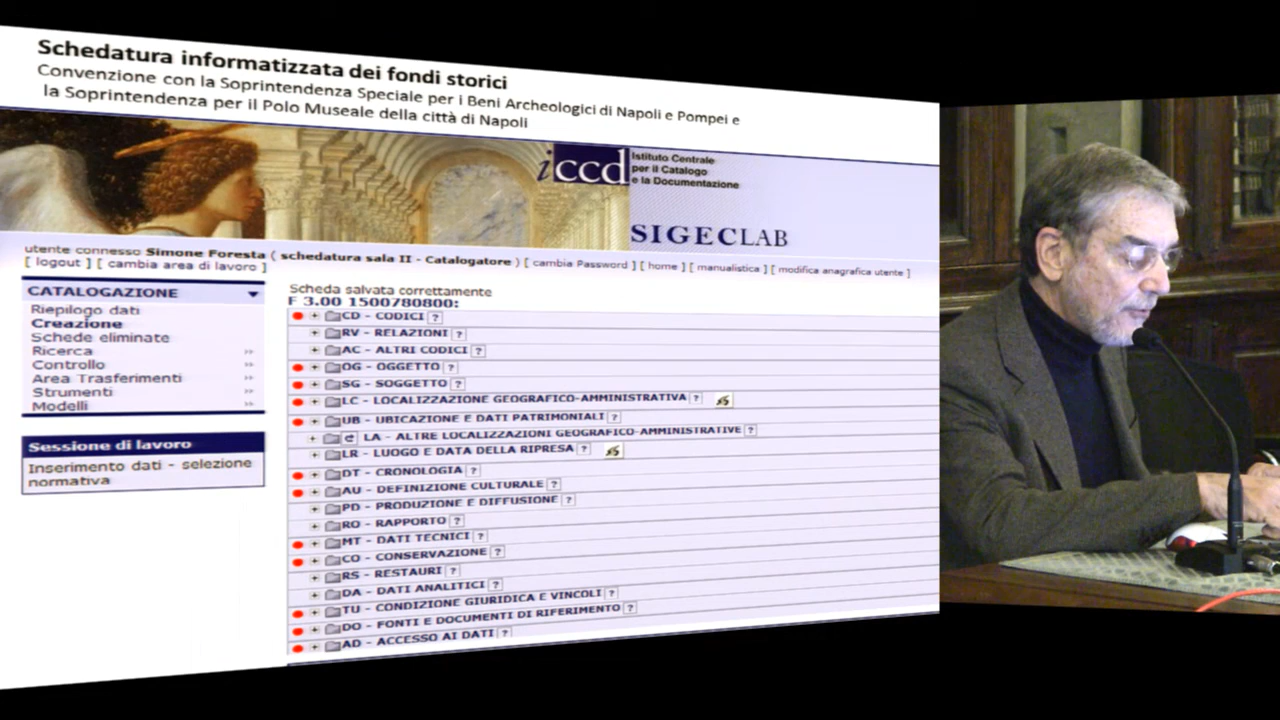 Schedatura informatizzata dei fondi storici
Convenzione con la Soprintendenza Speciale per i Beni Archeologici di Napoli e Pompei e
la Soprintendenza per il Polo Museale della città di Napoli
iccd
Istituto Centrale
per il Catalogo
e la Documentazione
SIGECLAB
utente connesso Simone Foresta ( schedatura sala II - Catalogatore ) [ cambia Password ] [ home ] [ manualistica ] [ modifica anagrafica utente ]
[ logout ] [ cambia area di lavoro ]
CATALOGAZIONE
Riepilogo dati
Creazione
Schede eliminate
Ricerca »
Controllo »
Area Trasferimenti »
Strumenti »
Modelli »
Sessione di lavoro
Inserimento dati - selezione
normativa
Scheda salvata correttamente
F 3.00 1500780800:
+ CD - CODICI ?
+ RV - RELAZIONI ?
+ AC - ALTRI CODICI ?
+ OG - OGGETTO ?
+ SG - SOGGETTO ?
+ LC - LOCALIZZAZIONE GEOGRAFICO-AMMINISTRATIVA ?
+ UB - UBICAZIONE E DATI PATRIMONIALI ?
+ LA - ALTRE LOCALIZZAZIONI GEOGRAFICO-AMMINISTRATIVE ?
+ LR - LUOGO E DATA DELLA RIPRESA ?
+ DT - CRONOLOGIA ?
+ AU - DEFINIZIONE CULTURALE ?
+ PD - PRODUZIONE E DIFFUSIONE ?
+ RO - RAPPORTO ?
+ MT - DATI TECNICI ?
+ CO - CONSERVAZIONE ?
+ RS - RESTAURI ?
+ DA - DATI ANALITICI ?
+ TU - CONDIZIONE GIURIDICA E VINCOLI ?
+ DO - FONTI E DOCUMENTI DI RIFERIMENTO ?
+ AD - ACCESSO AI DATI ?